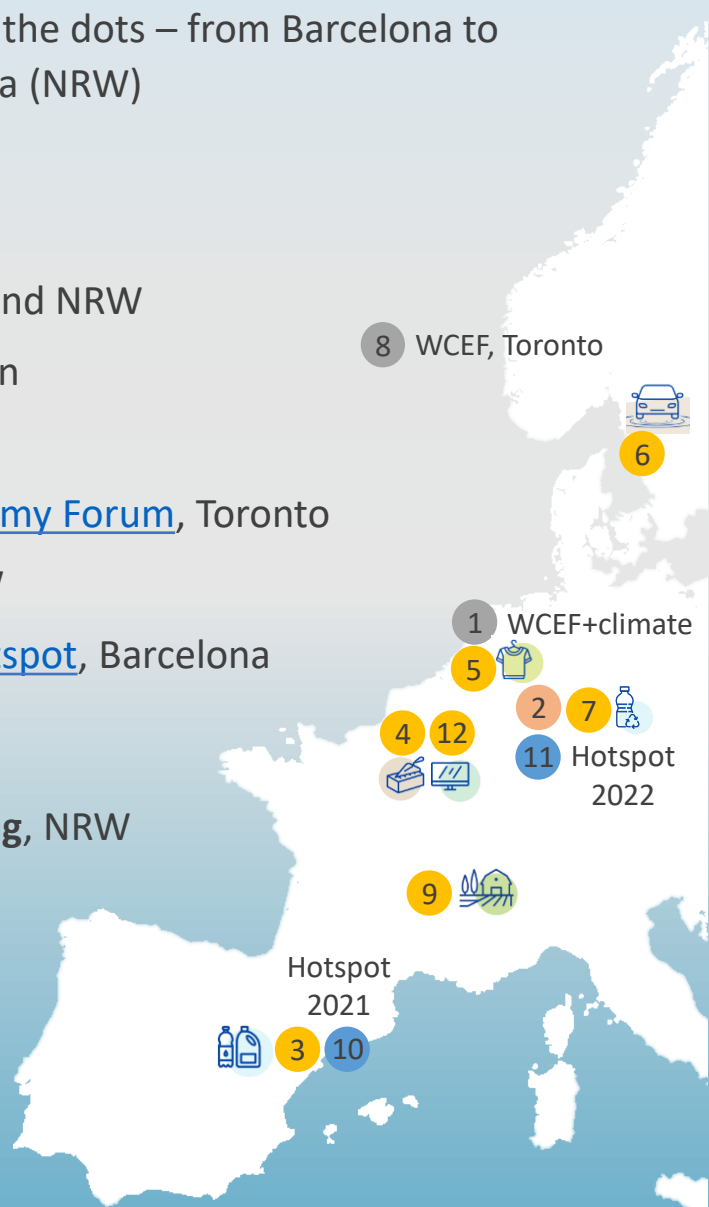 the dots – from Barcelona to
a (NRW)
nd NRW
8 WCEF, Toronto
n
6
my Forum, Toronto
1 WCEF+climate
tspot, Barcelona
5
2 7
4 12
11 Hotspot
2022
g, NRW
9
Hotspot
2021
3 10